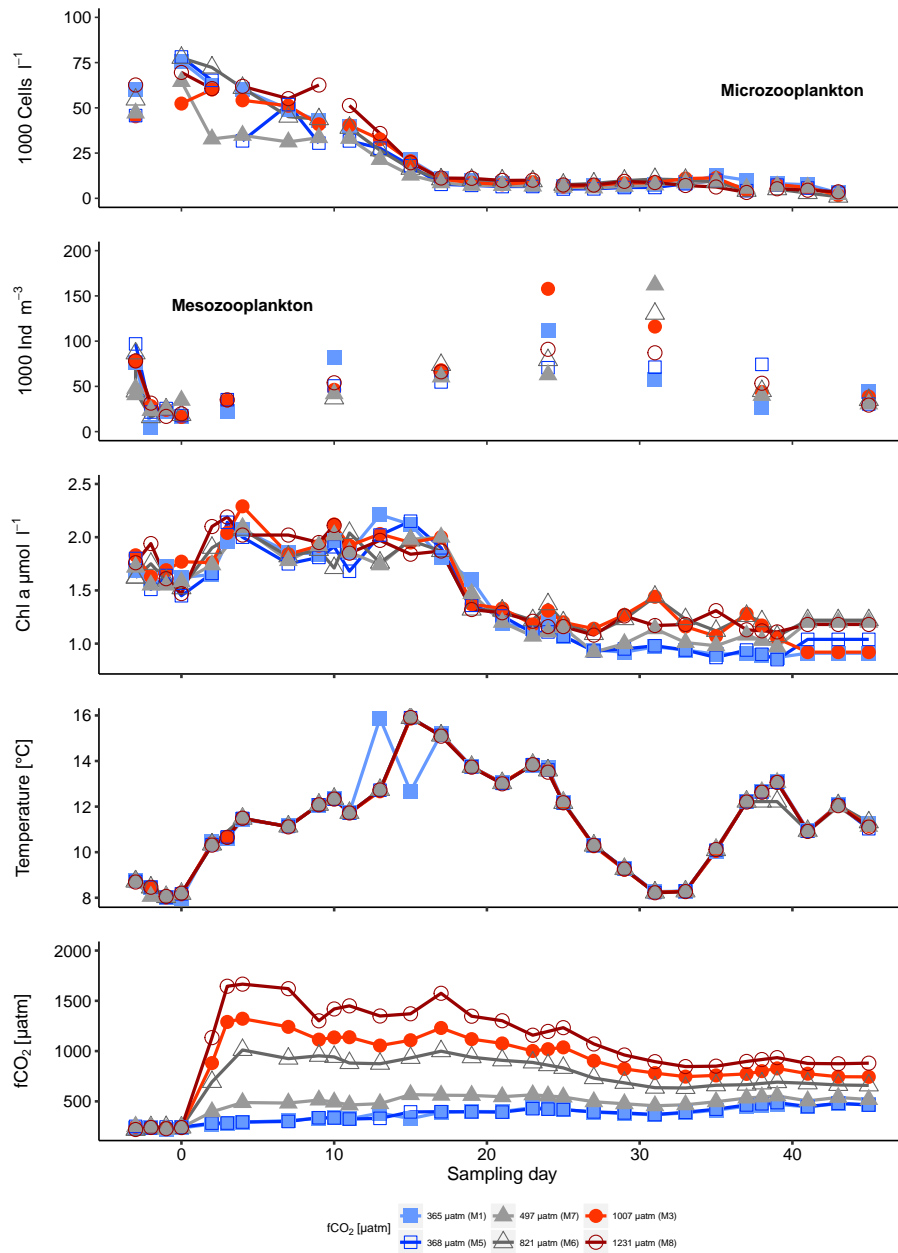 100
75
50
25
0
1000 Cells l⁻¹
Microzooplankton
200
150
100
50
0
1000 Ind m⁻³
Mesozooplankton
2.5
2.0
1.5
1.0
Chl a µmol l⁻¹
16
14
12
10
8
Temperature [°C]
2000
1500
1000
500
fCO₂ [µatm]
0 10 20 30 40
Sampling day
fCO₂ [µatm]
365 µatm (M1) 497 µatm (M7) 1007 µatm (M3)
368 µatm (M5) 821 µatm (M6) 1231 µatm (M8)